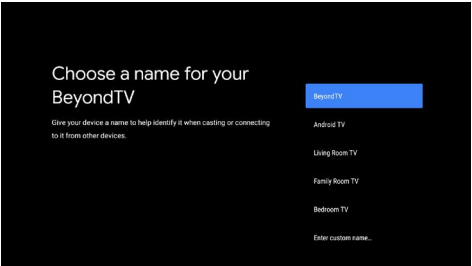 Choose a name for your
BeyondTV
Give your device a name to help identify it when casting or connecting
to it from other devices.
BeyondTV
Android TV
Living Room TV
Family Room TV
Bedroom TV
Enter custom name...